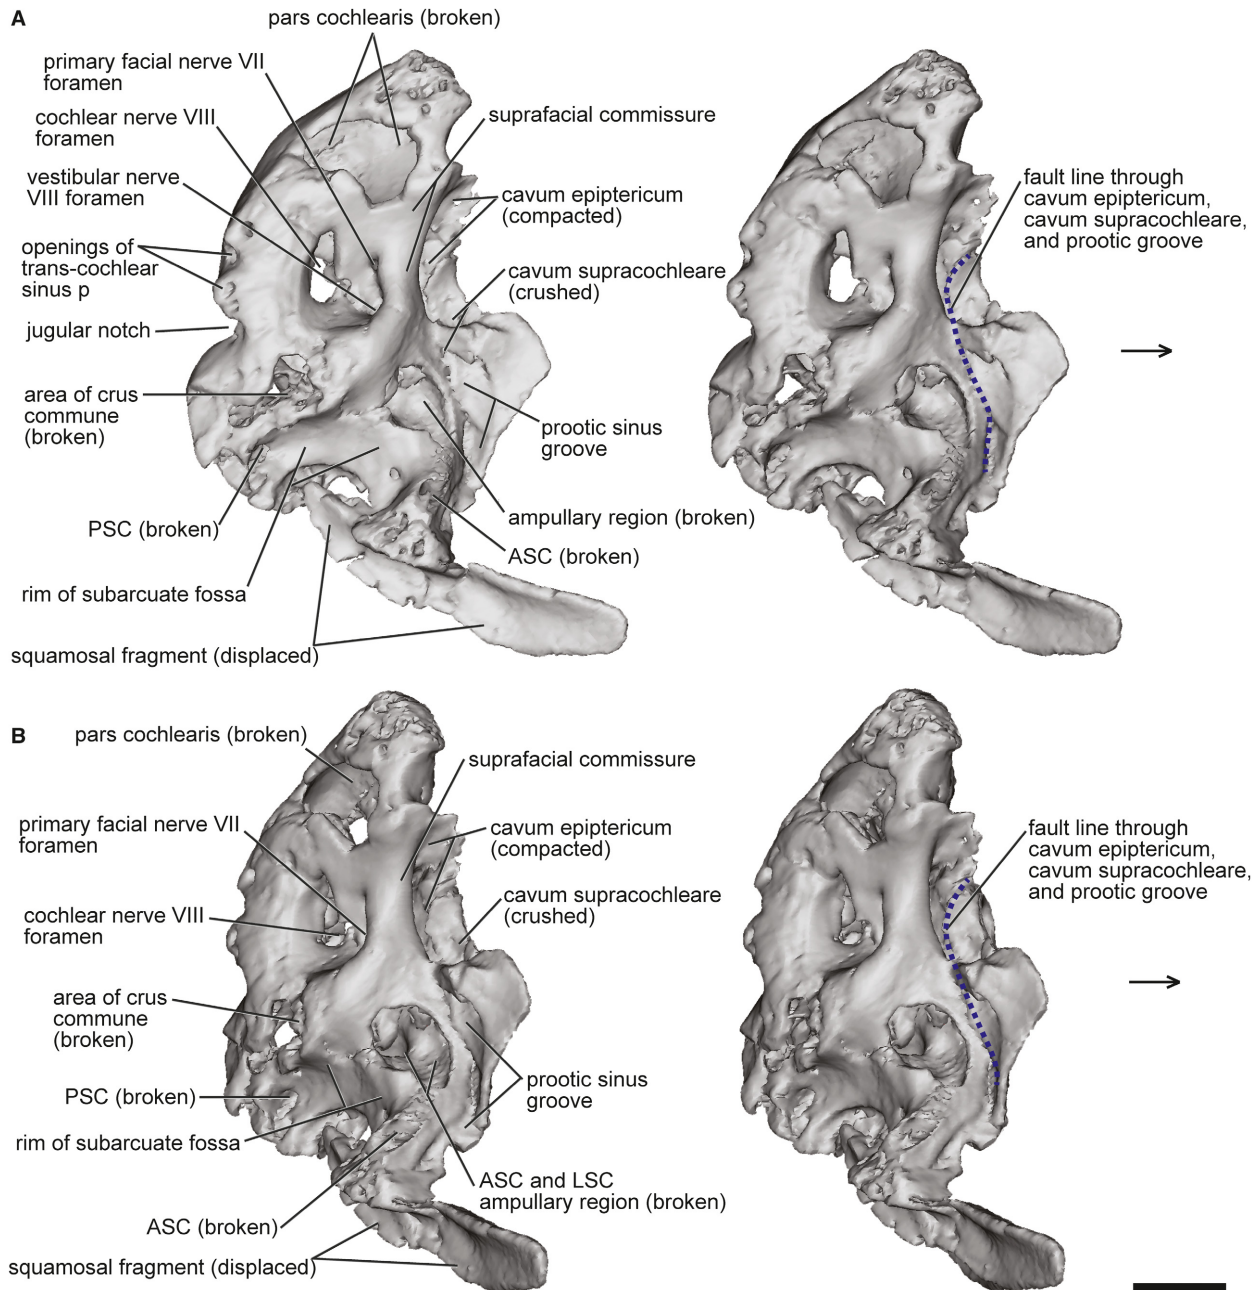 A
pars cochlearis (broken)
primary facial nerve VII
foramen
cochlear nerve VIII
foramen
vestibular nerve
VIII foramen
openings of
trans-cochlear
sinus p
jugular notch
area of crus
commune
(broken)
PSC (broken)
rim of subarcuate fossa
squamosal fragment (displaced)
suprafacial commissure
cavum epiptericum
(compacted)
cavum supracochleare
(crushed)
prootic sinus
groove
ampullary region (broken)
ASC (broken)
fault line through
cavum epiptericum,
cavum supracochleare,
and prootic groove
B
pars cochlearis (broken)
primary facial nerve VII
foramen
cochlear nerve VIII
foramen
area of crus
commune
(broken)
PSC (broken)
rim of subarcuate fossa
ASC (broken)
squamosal fragment (displaced)
suprafacial commissure
cavum epiptericum
(compacted)
cavum supracochleare
(crushed)
prootic sinus
groove
ASC and LSC
ampullary region (broken)
fault line through
cavum epiptericum,
cavum supracochleare,
and prootic groove